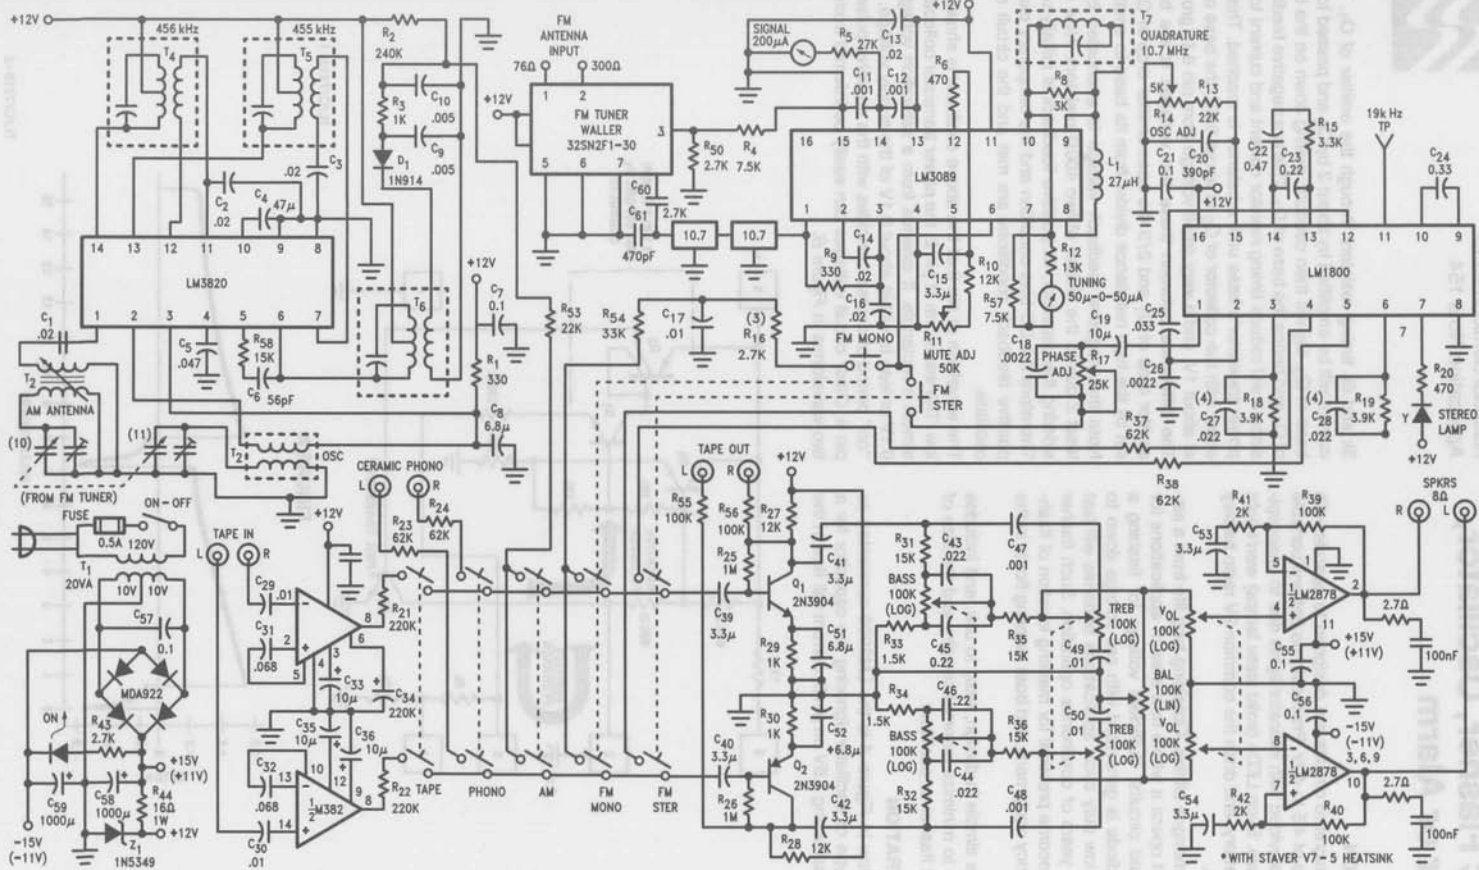 +12V
456 kHz
455 kHz
T4
T5
R2
240K
R3
1K
C10
.005
C9
.005
D1
1N914
C3
.02
C2
.02
C4
47µ
14 13 12 11 10 9 8
LM3820
1 2 3 4 5 6 7
C1
.02
T2
AM ANTENNA
C5
.047
R58
15K
C6
56pF
T6
+12V
C7
0.1
R1
330
C8
6.8µ
(10)
(11)
T2
OSC
(FROM FM TUNER)
FM
ANTENNA
INPUT
76Ω
300Ω
+12V
1 2
FM TUNER
WALLER
32SN2F1-30
3
5 6 7
R50
2.7K
R4
7.5K
C60
2.7K
C61
470pF
10.7
10.7
+12V
SIGNAL
200µA
R5
27K
C13
.02
C11
.001
C12
.001
R6
470
16 15 14 13 12 11 10 9
LM3089
1 2 3 4 5 6 7 8
R9
330
C14
.02
C16
.02
C15
3.3µ
R10
12K
R11
MUTE ADJ
50K
T7
QUADRATURE
10.7 MHz
R8
3K
L1
27µH
R12
13K
TUNING
50µA-0-50µA
R57
7.5K
C18
.0022
PHASE
ADJ
R17
25K
C19
10µ
R53
22K
R54
33K
C17
.01
(3)
R16
2.7K
FM MONO
FM
STER
5K
R14
OSC ADJ
R13
22K
C21
0.1
C20
390pF
+12V
C22
0.47
C23
0.22
R15
3.3K
19k Hz
TP
C24
0.33
16 15 14 13 12 11 10 9
LM1800
1 2 3 4 5 6 7 8
7
C25
.033
C26
.0022
(4)
C27
.022
R18
3.9K
(4)
C28
.022
R19
3.9K
R20
470
Y
STEREO
LAMP
+12V
R37
62K
R38
62K
FUSE
0.5A
ON-OFF
120V
T1
20VA
10V
10V
C57
0.1
MDA922
ON
R43
2.7K
+15V
(+11V)
C59
1000µ
C58
1000µ
R44
16Ω
1W
+12V
-15V
(-11V)
Z1
1N5349
TAPE IN
L
R
+12V
C29
.01
C31
.068
1
2
3
4
5
6
8
R21
220K
C33
10µ
C34
220K
C35
10µ
C36
10µ
C32
.068
C30
.01
10
12
13
14
9
8
½
LM382
R22
220K
CERAMIC PHONO
L
R
R23
62K
R24
62K
TAPE
PHONO
AM
FM
MONO
FM
STER
TAPE OUT
L
R
R55
100K
R56
100K
R27
12K
+12V
R25
1M
C39
3.3µ
Q1
2N3904
C41
3.3µ
R29
1K
C51
6.8µ
R30
1K
C52
+6.8µ
C40
3.3µ
Q2
2N3904
R26
1M
R28
12K
C42
3.3µ
R31
15K
C43
.022
C47
.001
BASS
100K
(LOG)
R33
1.5K
C45
0.22
R35
15K
TREB
100K
(LOG)
C49
.01
R34
1.5K
C46
.22
R36
15K
C50
.01
TREB
100K
(LOG)
BASS
100K
(LOG)
C44
.022
R32
15K
C48
.001
VOL
100K
(LOG)
BAL
100K
(LIN)
VOL
100K
(LOG)
C53
3.3µ
R41
2K
R39
100K
5
4
1
2
11
½LM2878
2.7Ω
100nF
+15V
(+11V)
C55
0.1
C56
0.1
-15V
(-11V)
3, 6, 9
8
7
10
½LM2878
2.7Ω
100nF
C54
3.3µ
R42
2K
R40
100K
SPKRS
8Ω
R
L
*WITH STAVER V7-5 HEATSINK